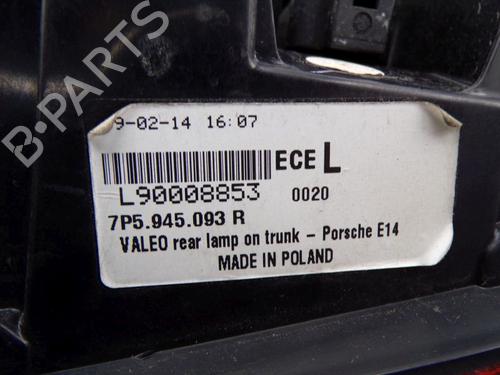 9-02-14 16:07
ECE L
L90008853 0020
7P5.945.093 R
VALEO rear lamp on trunk - Porsche E14
MADE IN POLAND
B-PARTS